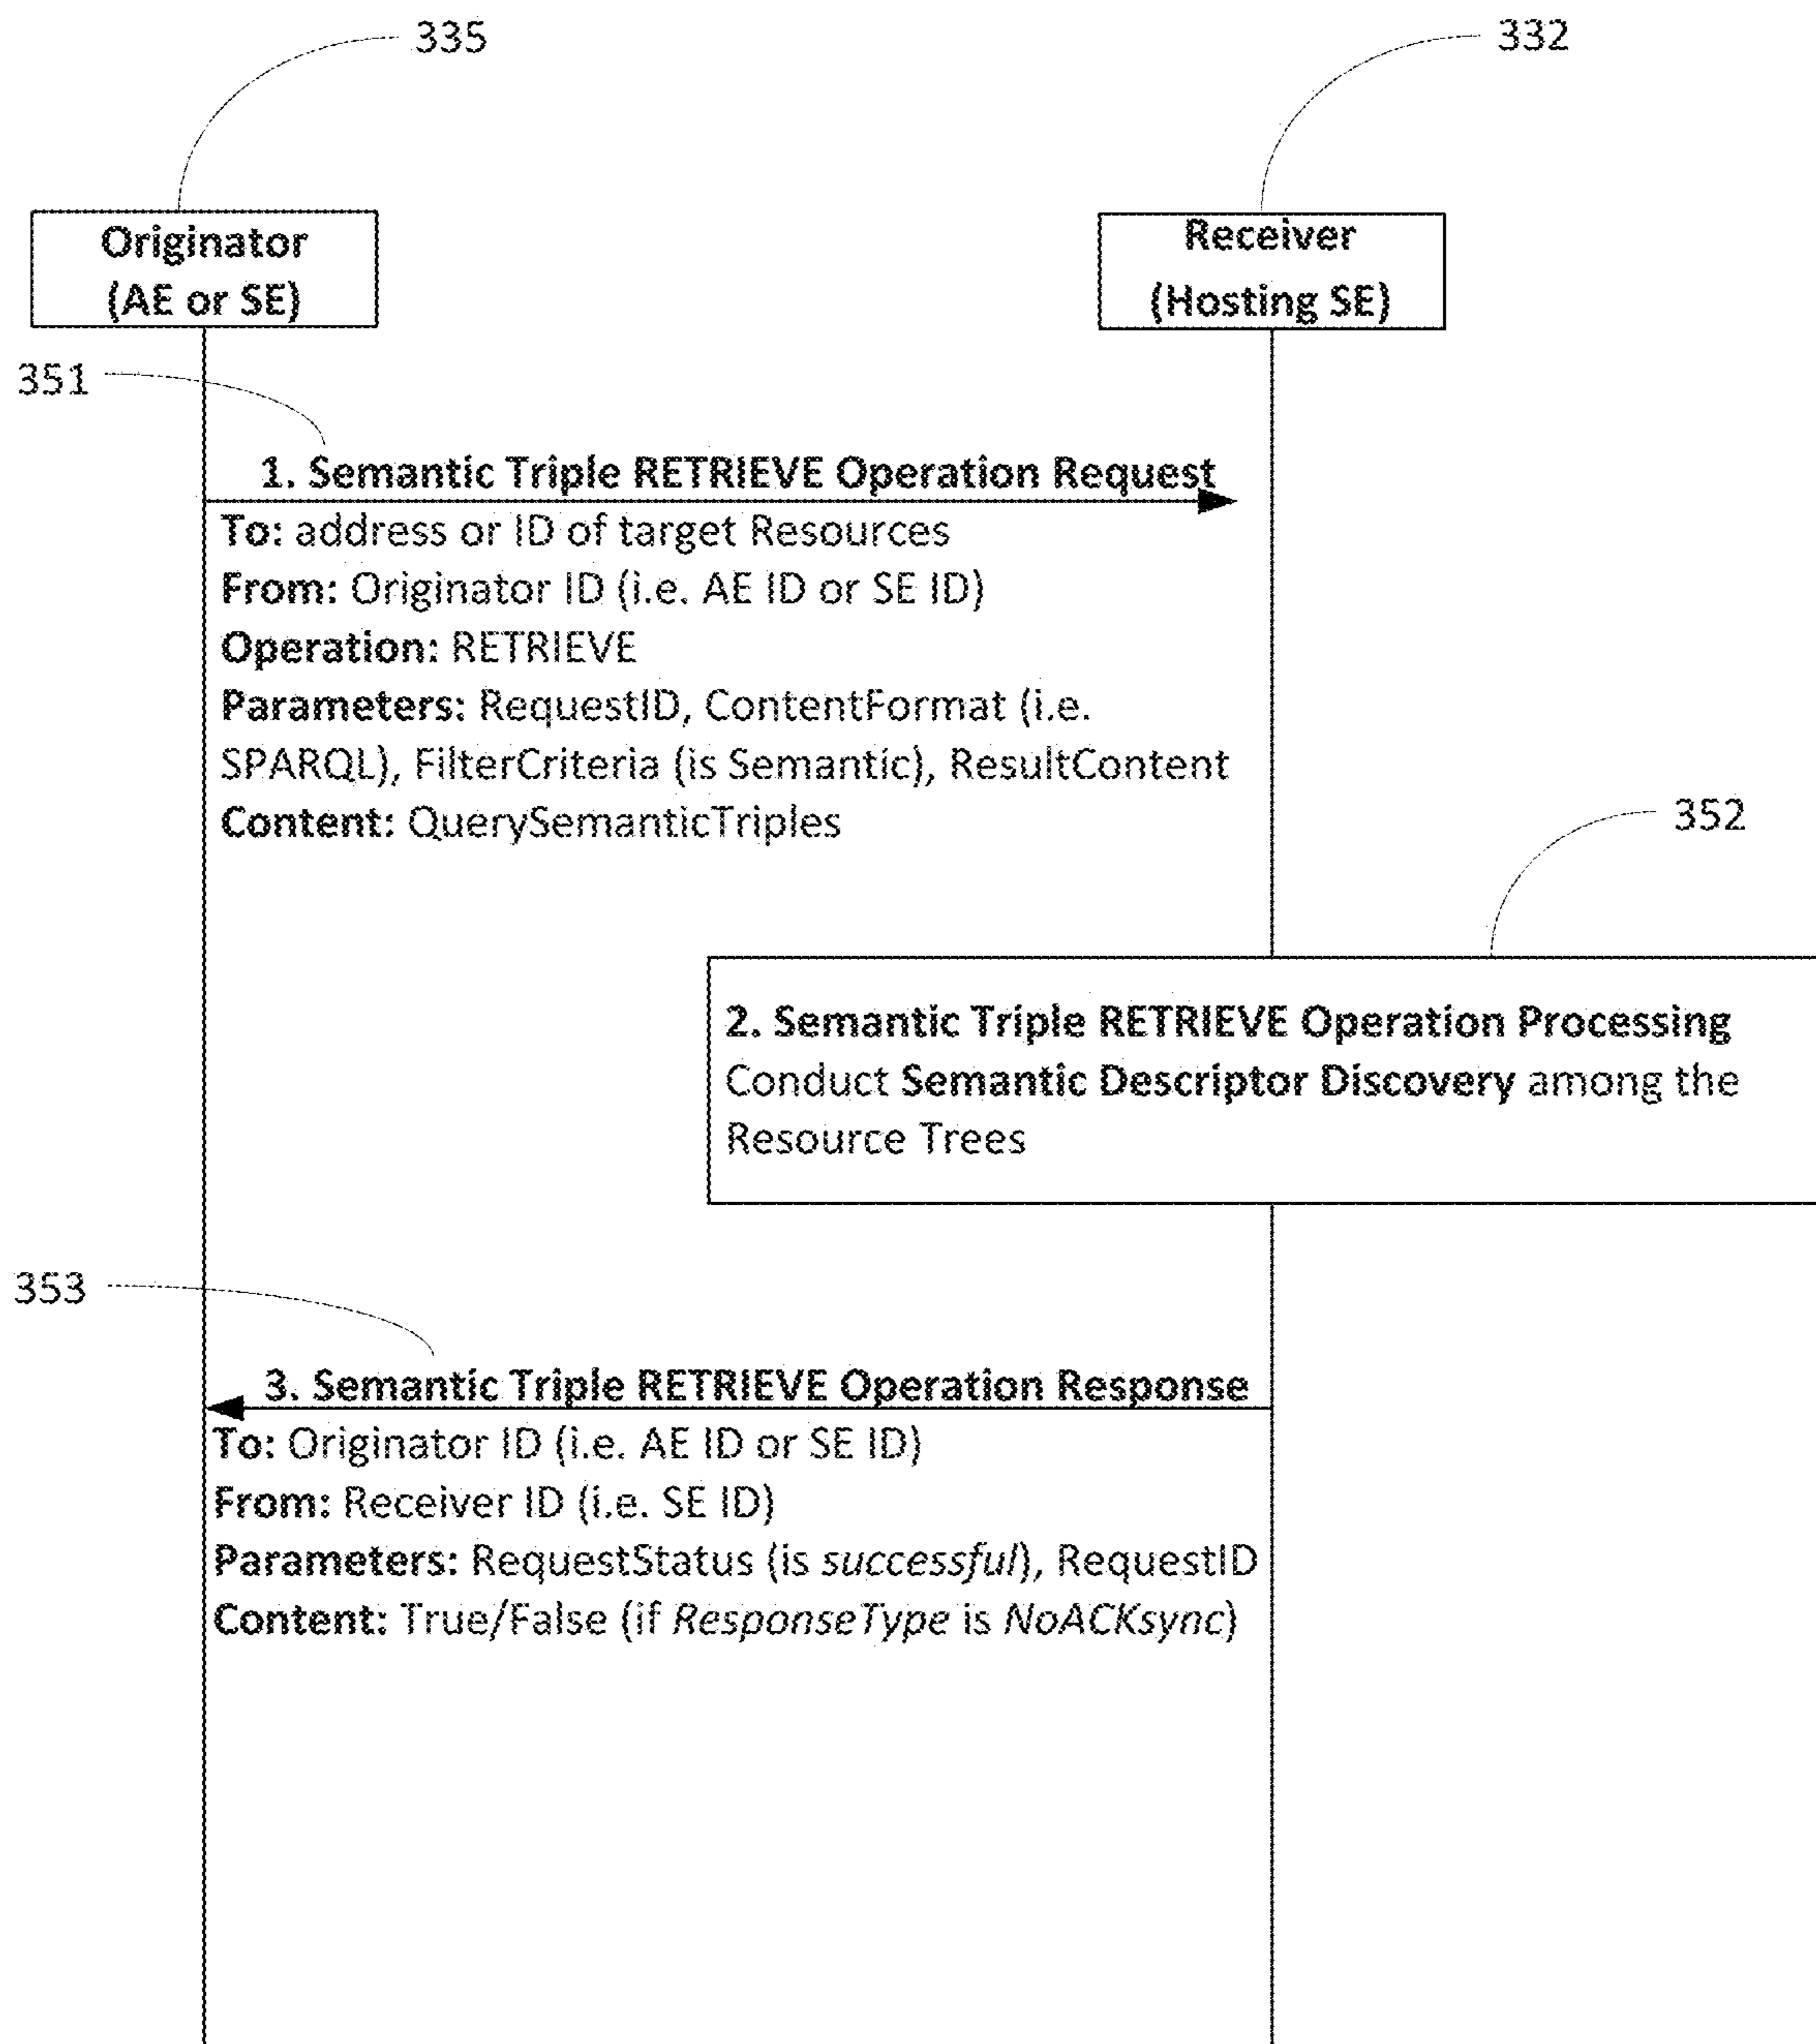 335
332
Originator
(AE or SE)
Receiver
(Hosting SE)
351
1. Semantic Triple RETRIEVE Operation Request
To: address or ID of target Resources
From: Originator ID (i.e. AE ID or SE ID)
Operation: RETRIEVE
Parameters: RequestID, ContentFormat (i.e.
SPARQL), FilterCriteria (is Semantic), ResultContent
Content: QuerySemanticTriples
352
2. Semantic Triple RETRIEVE Operation Processing
Conduct Semantic Descriptor Discovery among the
Resource Trees
353
3. Semantic Triple RETRIEVE Operation Response
To: Originator ID (i.e. AE ID or SE ID)
From: Receiver ID (i.e. SE ID)
Parameters: RequestStatus (is successful), RequestID
Content: True/False (if ResponseType is NoACKsync)